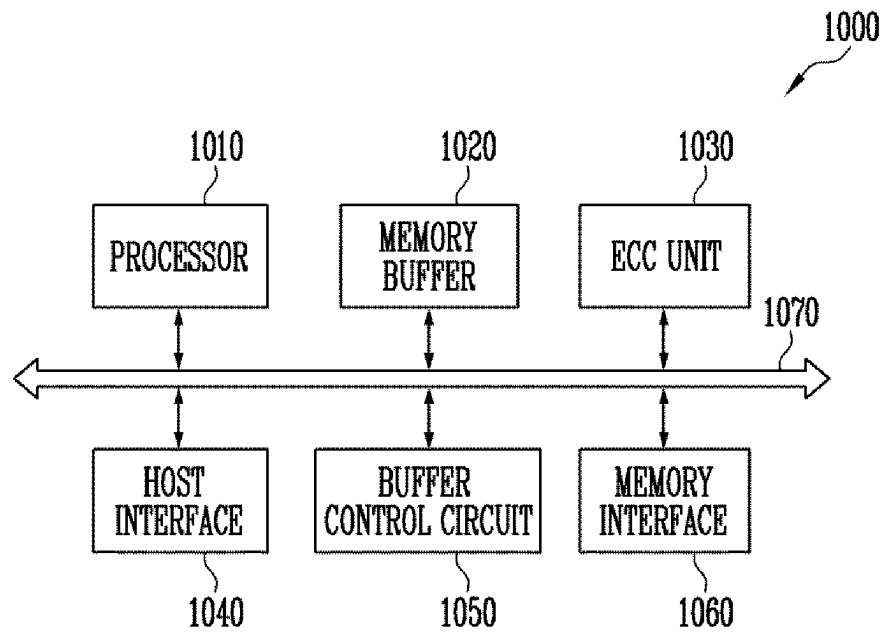 1000
1010
1020
1030
PROCESSOR
MEMORY
BUFFER
ECC UNIT
1070
HOST
INTERFACE
BUFFER
CONTROL CIRCUIT
MEMORY
INTERFACE
1040
1050
1060